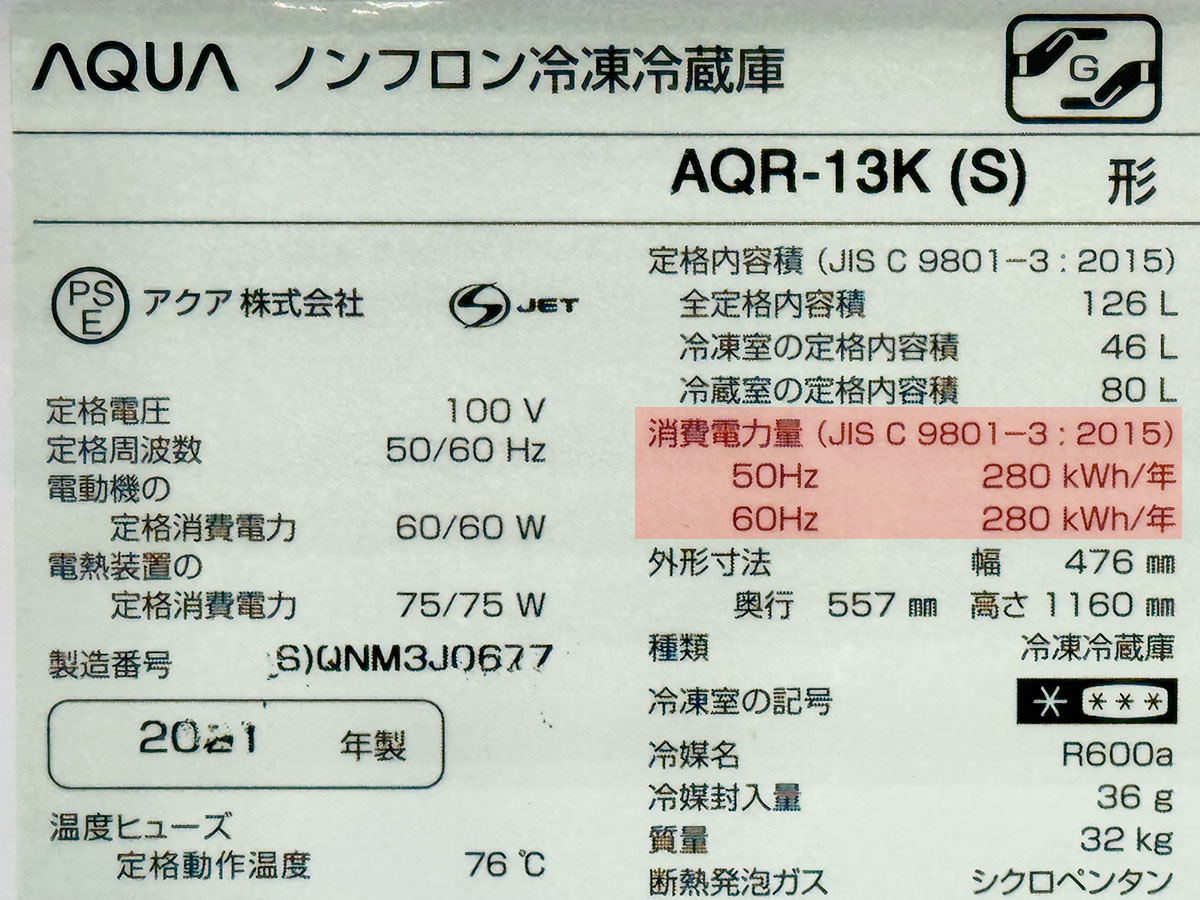 AQUA ノンフロン冷凍冷蔵庫
G
AQR-13K (S) 形
PS
E
アクア 株式会社
S JET
定格電圧 100 V
定格周波数 50/60 Hz
電動機の
定格消費電力 60/60 W
電熱装置の
定格消費電力 75/75 W
製造番号 S)QNM3J0677
2021 年製
温度ヒューズ
定格動作温度 76 ℃
定格内容積 (JIS C 9801-3 : 2015)
全定格内容積 126 L
冷凍室の定格内容積 46 L
冷蔵室の定格内容積 80 L
消費電力量 (JIS C 9801-3 : 2015)
50Hz 280 kWh/年
60Hz 280 kWh/年
外形寸法 幅 476 ㎜
奥行 557 ㎜ 高さ 1160 ㎜
種類 冷凍冷蔵庫
冷凍室の記号 * ***
冷媒名 R600a
冷媒封入量 36 g
質量 32 kg
断熱発泡ガス シクロペンタン